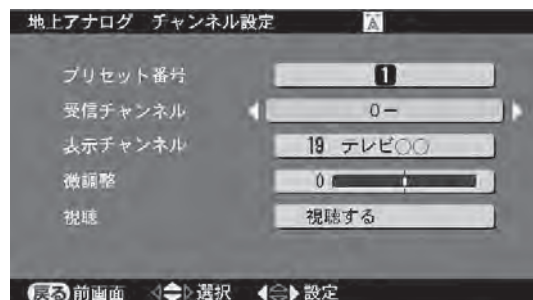 地上アナログ チャンネル設定 A
プリセット番号 1
受信チャンネル 0－
表示チャンネル 19 テレビ○○
微調整 0
視聴 視聴する
戻る 前画面 選択 設定